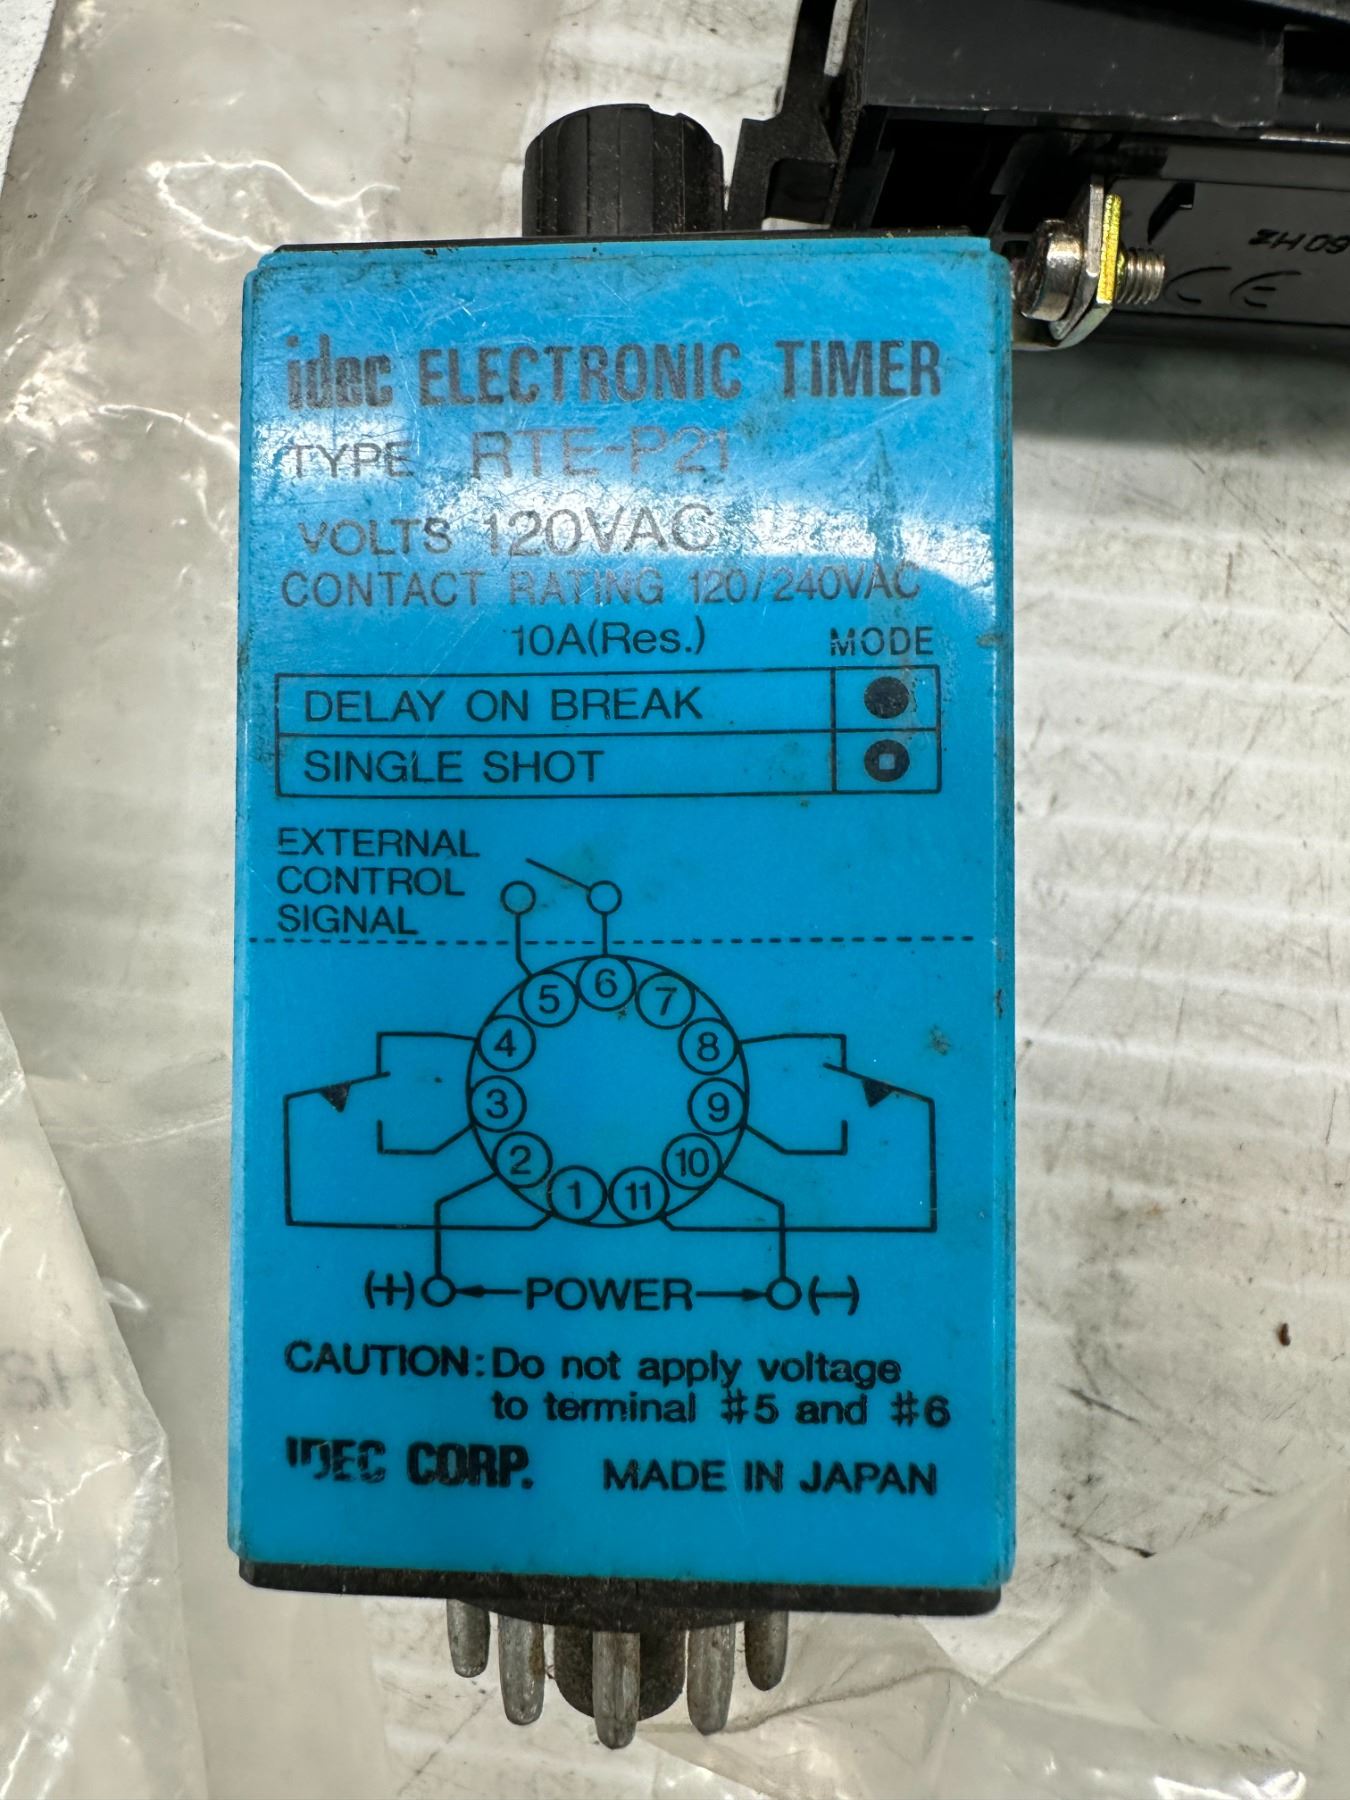 idec ELECTRONIC TIMER
TYPE RTE-P21
VOLTS 120VAC
CONTACT RATING 120/240VAC
10A(Res.)
MODE
DELAY ON BREAK
SINGLE SHOT
EXTERNAL
CONTROL
SIGNAL
5 6 7
4 8
3 9
2 10
1 11
(+) POWER (-)
CAUTION: Do not apply voltage
to terminal #5 and #6
IDEC CORP. MADE IN JAPAN
60HZ
CE